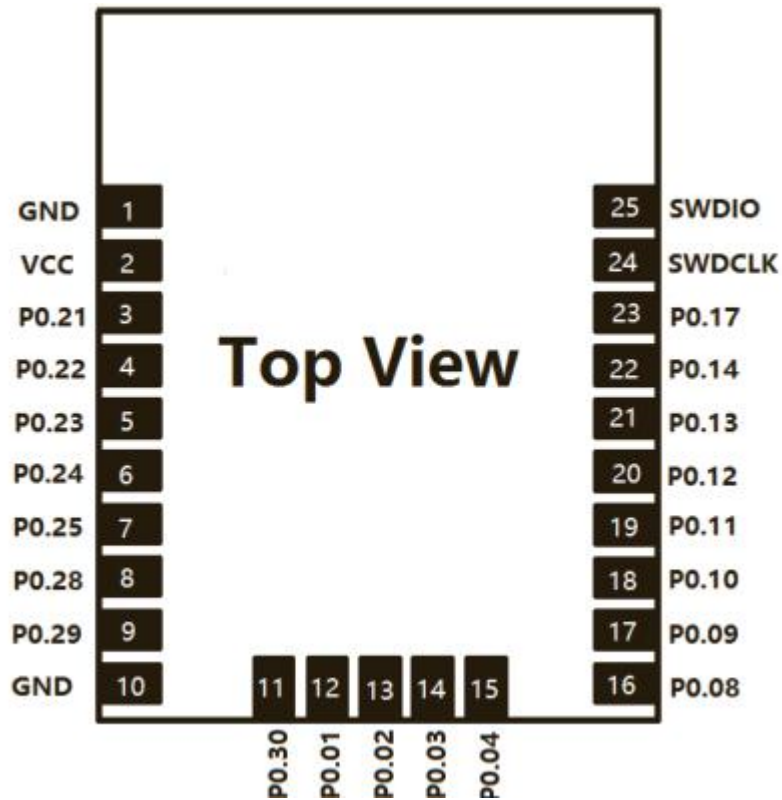 GND 1 25 SWDIO
VCC 2 24 SWDCLK
P0.21 3 23 P0.17
Top View
P0.22 4 22 P0.14
P0.23 5 21 P0.13
P0.24 6 20 P0.12
P0.25 7 19 P0.11
P0.28 8 18 P0.10
P0.29 9 17 P0.09
GND 10 11 12 13 14 15 16 P0.08
P0.30 P0.01 P0.02 P0.03 P0.04